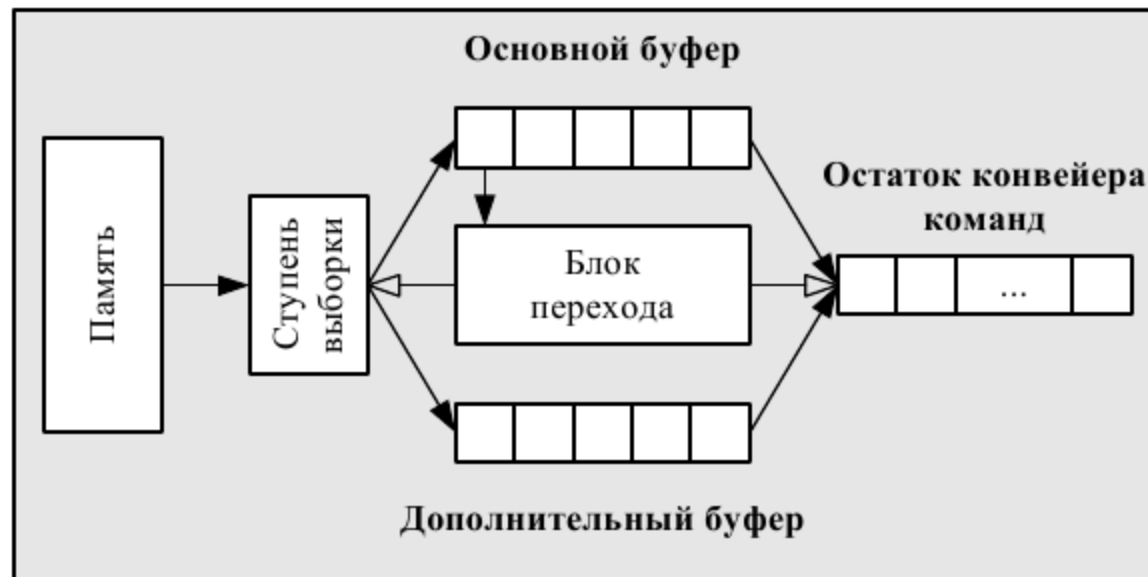 Основной буфер
Память
Ступень
выборки
Блок
перехода
Остаток конвейера
команд
...
Дополнительный буфер